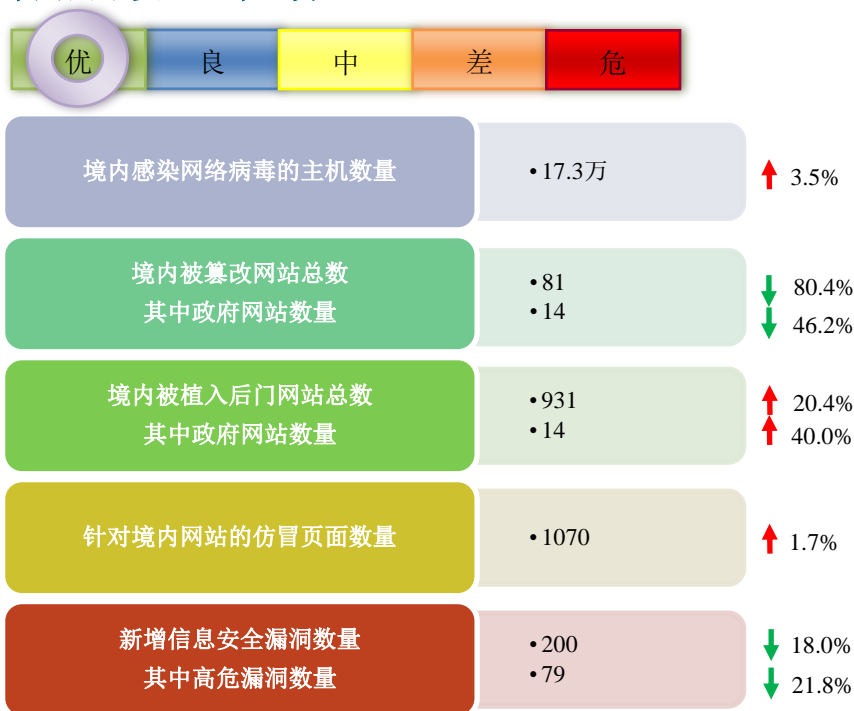 优 良 中 差 危
境内感染网络病毒的主机数量
•17.3万
3.5%
境内被篡改网站总数
其中政府网站数量
•81
•14
80.4%
46.2%
境内被植入后门网站总数
其中政府网站数量
•931
•14
20.4%
40.0%
针对境内网站的仿冒页面数量
•1070
1.7%
新增信息安全漏洞数量
其中高危漏洞数量
•200
•79
18.0%
21.8%